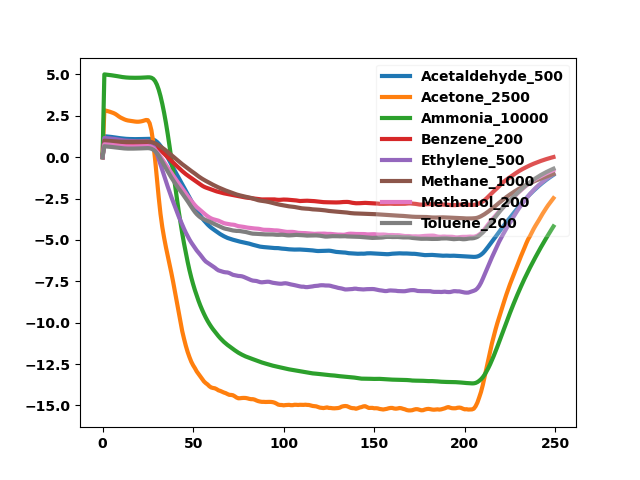 5.0
2.5
0.0
−2.5
−5.0
−7.5
−10.0
−12.5
−15.0
0
50
100
150
200
250
Acetaldehyde_500
Acetone_2500
Ammonia_10000
Benzene_200
Ethylene_500
Methane_1000
Methanol_200
Toluene_200